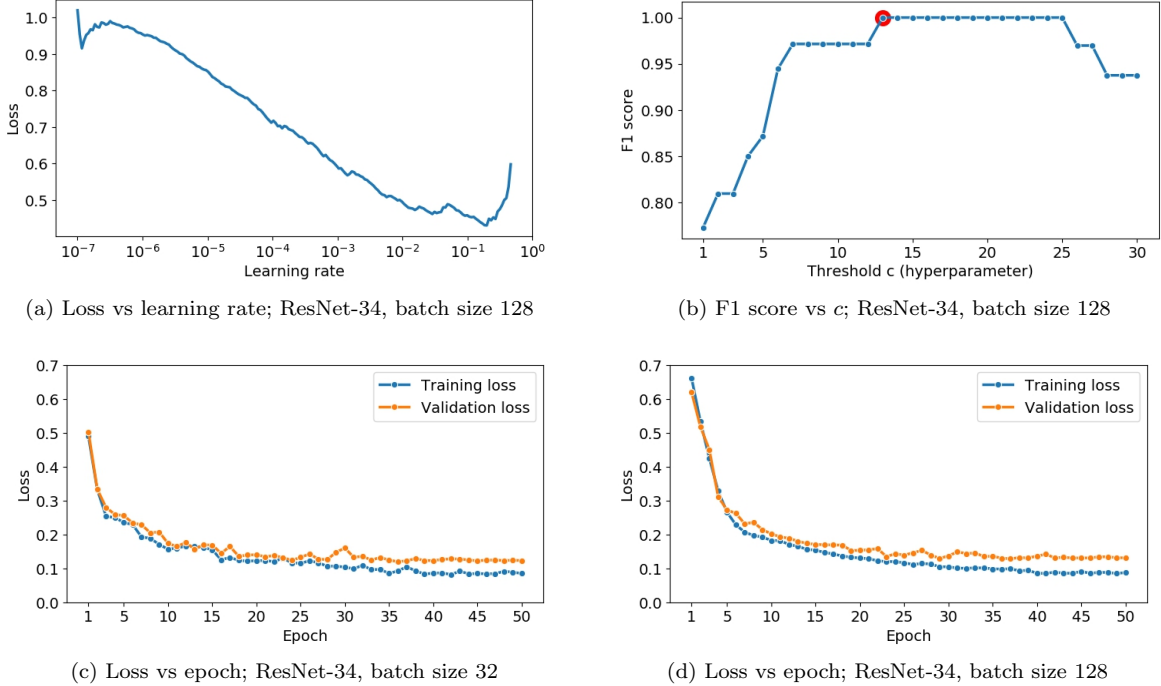 1.0
0.9
0.8
0.7
0.6
0.5
Loss
10⁻⁷ 10⁻⁶ 10⁻⁵ 10⁻⁴ 10⁻³ 10⁻² 10⁻¹ 10⁰
Learning rate
(a) Loss vs learning rate; ResNet-34, batch size 128
1.00
0.95
0.90
0.85
0.80
F1 score
1 5 10 15 20 25 30
Threshold c (hyperparameter)
(b) F1 score vs c; ResNet-34, batch size 128
0.7
0.6
0.5
0.4
0.3
0.2
0.1
0.0
Loss
Training loss
Validation loss
1 5 10 15 20 25 30 35 40 45 50
Epoch
(c) Loss vs epoch; ResNet-34, batch size 32
0.7
0.6
0.5
0.4
0.3
0.2
0.1
0.0
Loss
Training loss
Validation loss
1 5 10 15 20 25 30 35 40 45 50
Epoch
(d) Loss vs epoch; ResNet-34, batch size 128